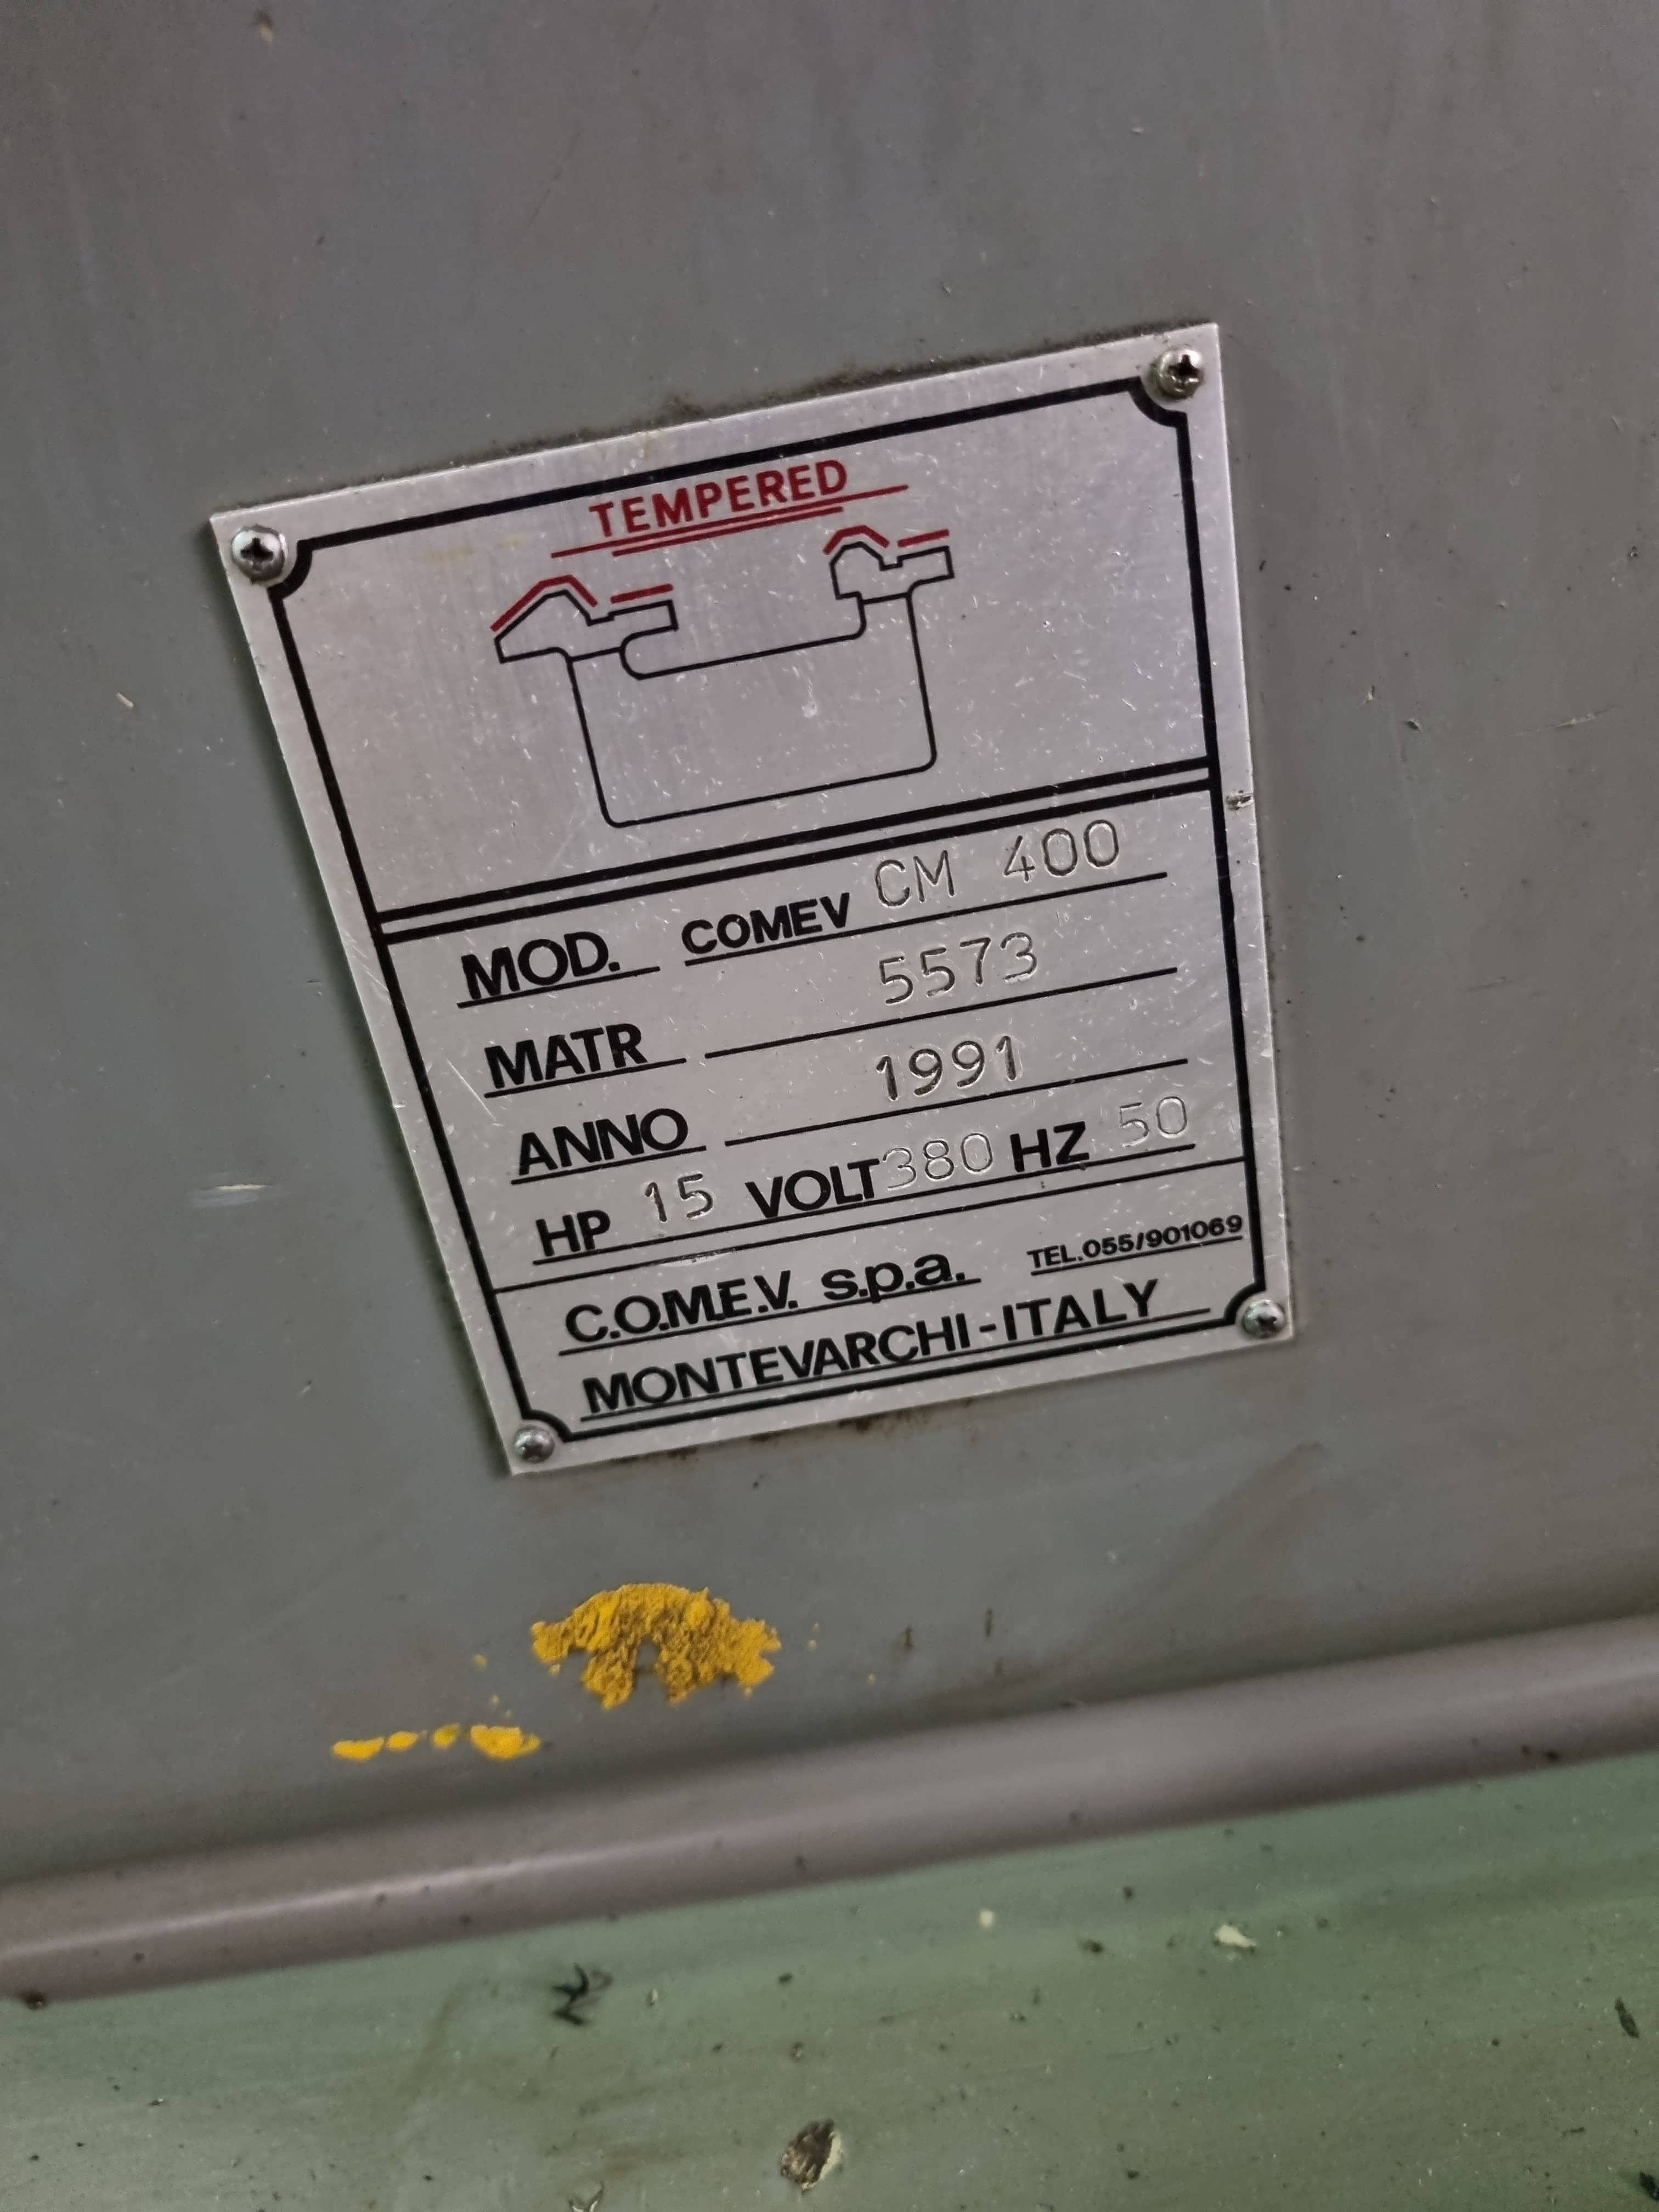 TEMPERED
MOD. COMEV CM 400
MATR 5573
ANNO 1991
HP 15 VOLT 380 HZ 50
C.O.M.E.V. s.p.a. TEL.055/901069
MONTEVARCHI-ITALY